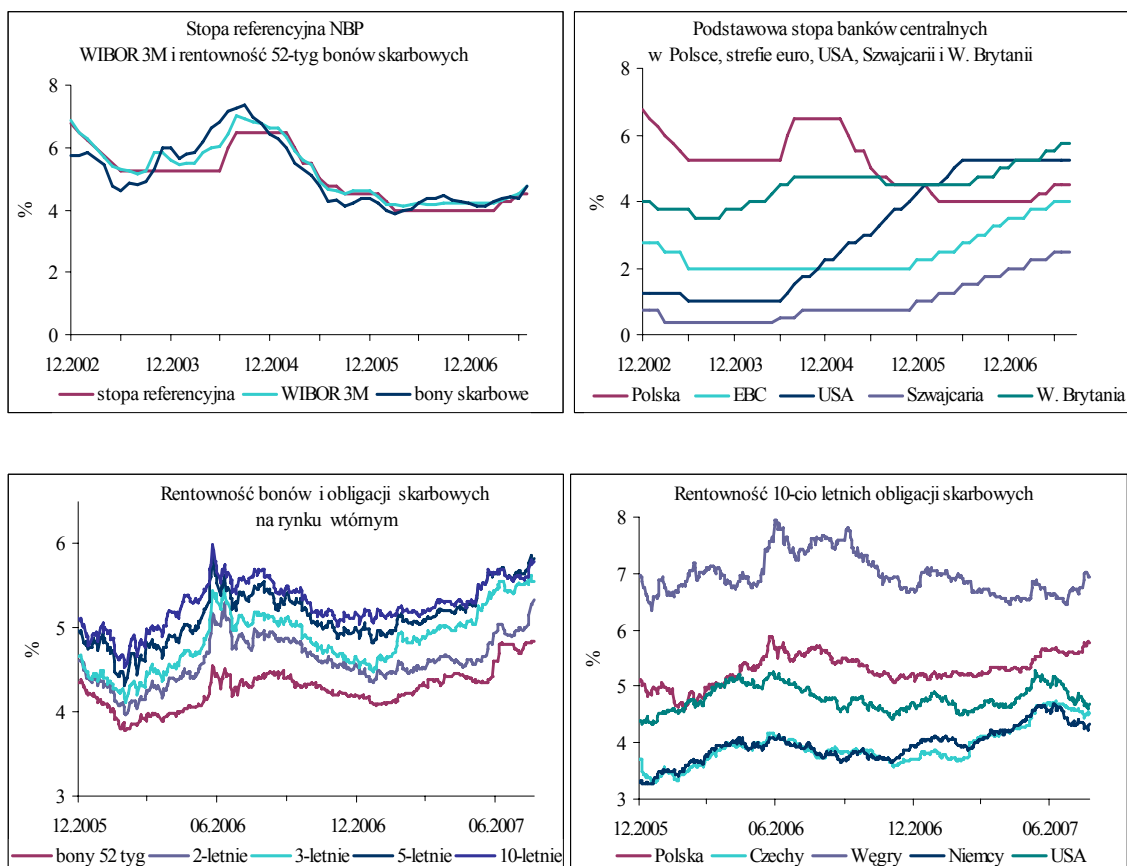 Stopa referencyjna NBP
WIBOR 3M i rentowność 52-tyg bonów skarbowych
8
6
4
2
0
%
12.2002 12.2003 12.2004 12.2005 12.2006
stopa referencyjna WIBOR 3M bony skarbowe
Podstawowa stopa banków centralnych
w Polsce, strefie euro, USA, Szwajcarii i W. Brytanii
8
6
4
2
0
%
12.2002 12.2003 12.2004 12.2005 12.2006
Polska EBC USA Szwajcaria W. Brytania
Rentowność bonów i obligacji skarbowych
na rynku wtórnym
6
5
4
3
%
12.2005 06.2006 12.2006 06.2007
bony 52 tyg 2-letnie 3-letnie 5-letnie 10-letnie
Rentowność 10-cio letnich obligacji skarbowych
8
7
6
5
4
3
%
12.2005 06.2006 12.2006 06.2007
Polska Czechy Węgry Niemcy USA